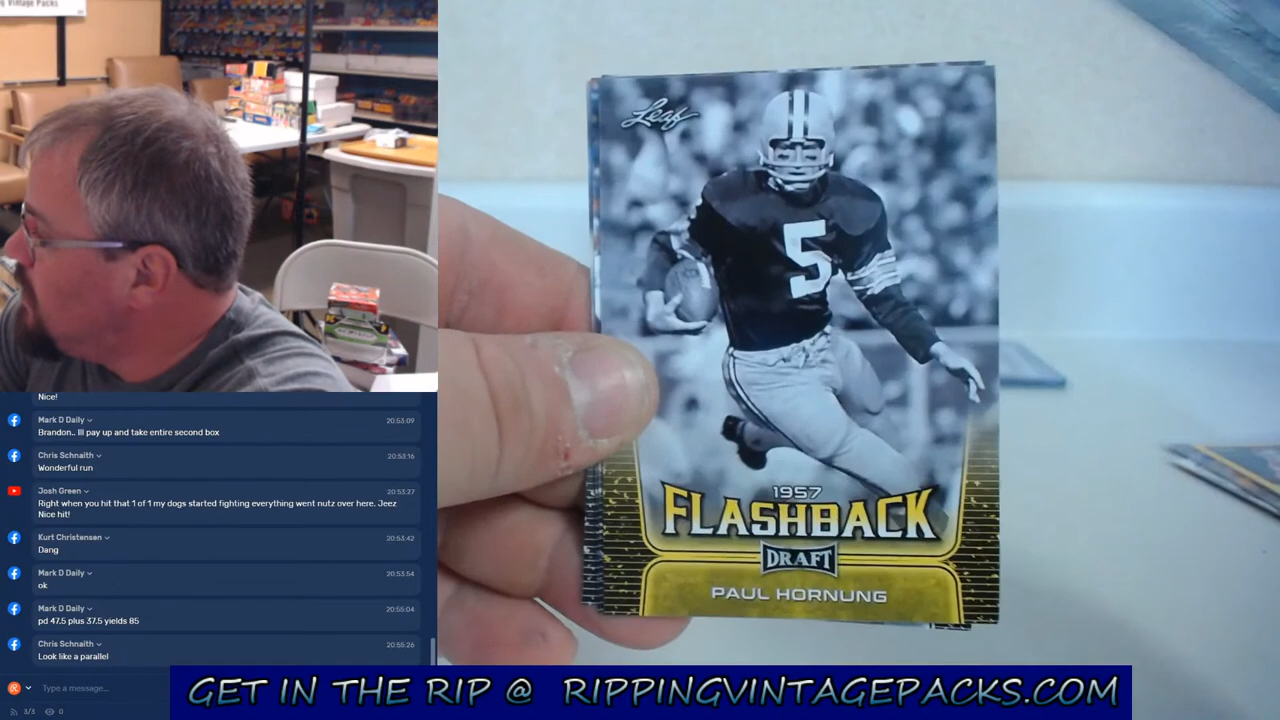 g Vintage Packs
Nice!
Mark D Daily
20:53:09
Brandon.. Ill pay up and take entire second box
Chris Schnaith
20:53:16
Wonderful run
Josh Green
20:53:27
Right when you hit that 1 of 1 my dogs started fighting everything went nutz over here. Jeez
Nice hit!
Kurt Christensen
20:53:42
Dang
Mark D Daily
20:53:54
ok
Mark D Daily
20:55:04
pd 47.5 plus 37.5 yields 85
Chris Schnaith
20:55:26
Look like a parallel
Type a message...
3/3 0
Leaf
5
1957
FLASHBACK
DRAFT
PAUL HORNUNG
GET IN THE RIP @ RIPPINGVINTAGEPACKS.COM